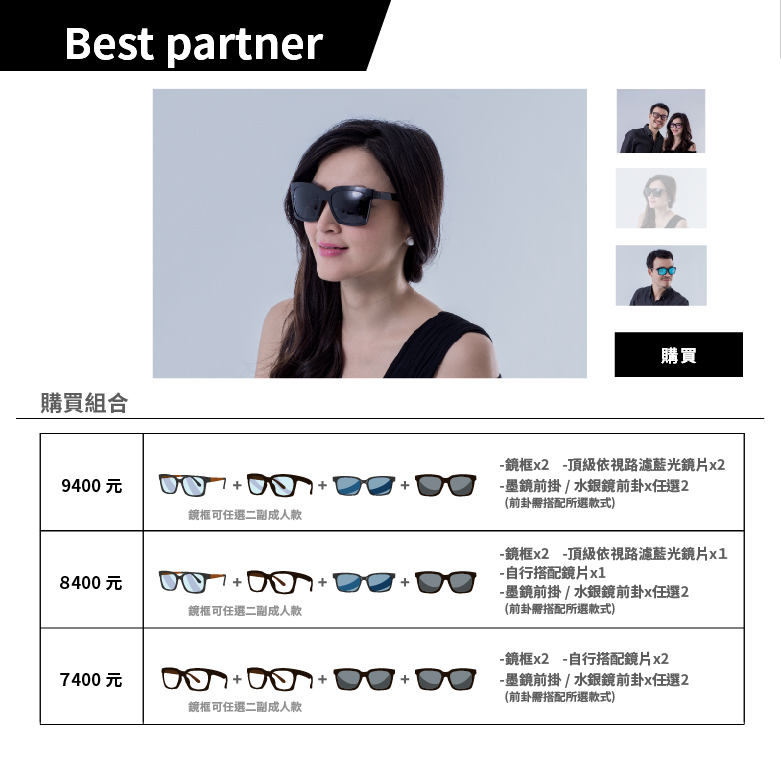 Best partner
購買
購買組合
9400 元
+ + +
鏡框可任選二副成人款
-鏡框x2 -頂級依視路濾藍光鏡片x2
-墨鏡前掛 / 水銀鏡前卦x任選2
(前卦需搭配所選款式)
8400 元
+ + +
鏡框可任選二副成人款
-鏡框x2 -頂級依視路濾藍光鏡片x1
-自行搭配鏡片x1
-墨鏡前掛 / 水銀鏡前卦x任選2
(前卦需搭配所選款式)
7400 元
+ + +
鏡框可任選二副成人款
-鏡框x2 -自行搭配鏡片x2
-墨鏡前掛 / 水銀鏡前卦x任選2
(前卦需搭配所選款式)